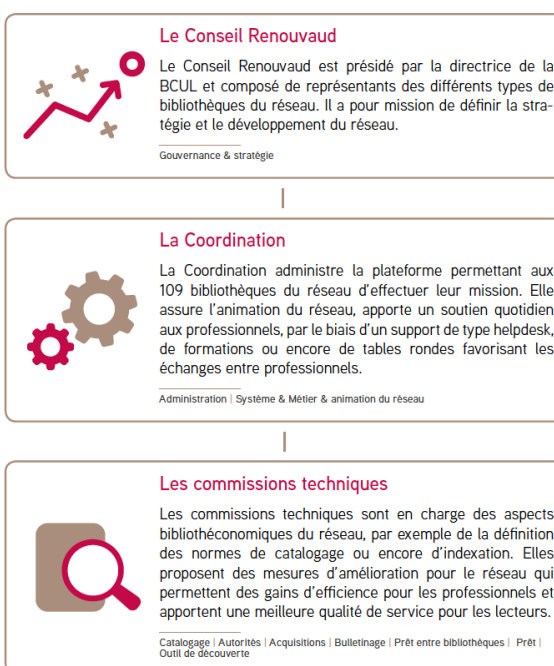 Le Conseil Renouvaud
Le Conseil Renouvaud est présidé par la directrice de la
BCUL et composé de représentants des différents types de
bibliothèques du réseau. Il a pour mission de définir la stra-
tégie et le développement du réseau.
Gouvernance & stratégie
La Coordination
La Coordination administre la plateforme permettant aux
109 bibliothèques du réseau d'effectuer leur mission. Elle
assure l'animation du réseau, apporte un soutien quotidien
aux professionnels, par le biais d'un support de type helpdesk,
de formations ou encore de tables rondes favorisant les
échanges entre professionnels.
Administration | Système & Métier & animation du réseau
Les commissions techniques
Les commissions techniques sont en charge des aspects
bibliothéconomiques du réseau, par exemple de la définition
des normes de catalogage ou encore d'indexation. Elles
proposent des mesures d'amélioration pour le réseau qui
permettent des gains d'efficience pour les professionnels et
apportent une meilleure qualité de service pour les lecteurs.
Catalogage | Autorités | Acquisitions | Bulletinage | Prêt entre bibliothèques | Prêt |
Outil de découverte